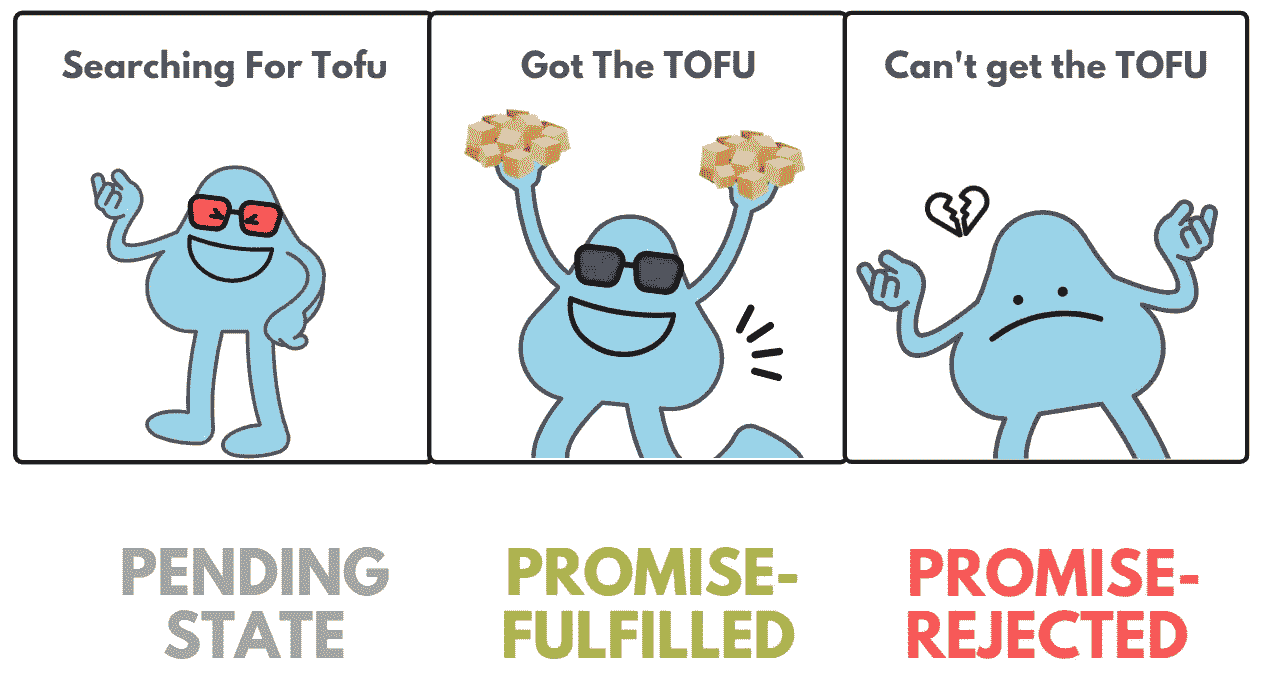 Searching For Tofu
Got The TOFU
Can't get the TOFU
PENDING
STATE
PROMISE-
FULFILLED
PROMISE-
REJECTED